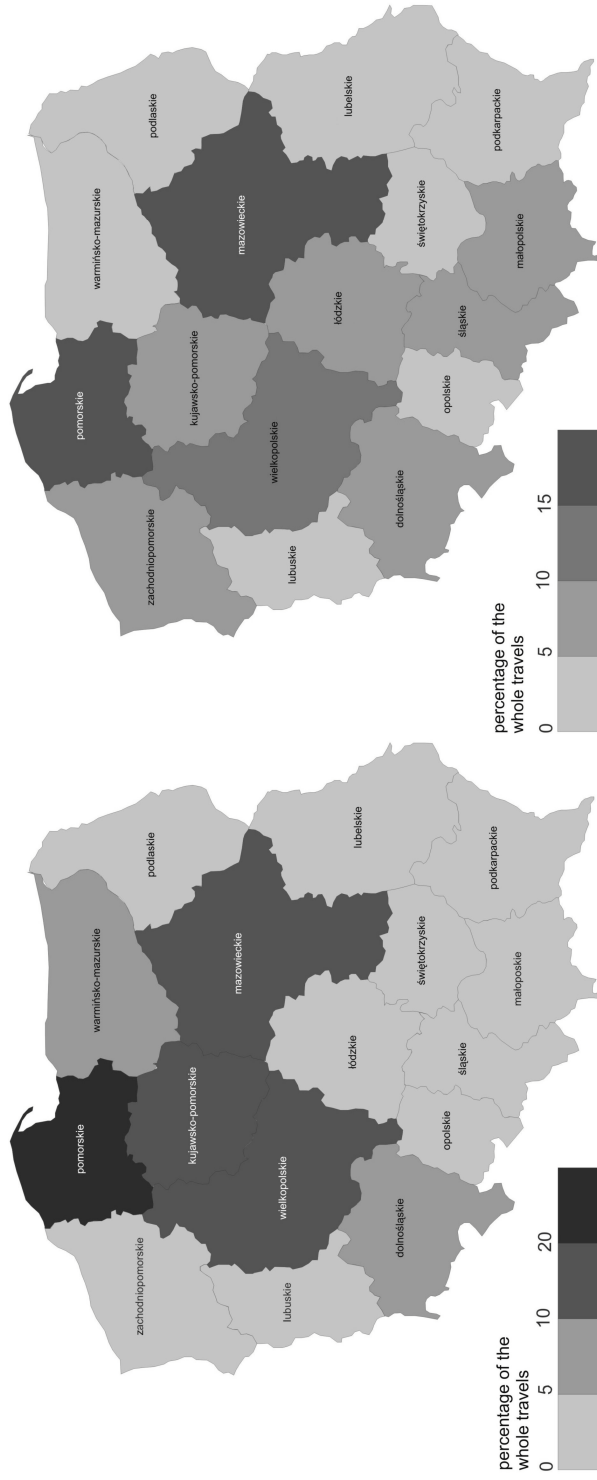 pomorskie
warmińsko-mazurskie
zachodniopomorskie
podlaskie
kujawsko-pomorskie
mazowieckie
wielkopolskie
lubuskie
łódzkie
lubelskie
dolnośląskie
świętokrzyskie
opolskie
śląskie
małoposkie
podkarpackie
percentage of the
whole travels
0 5 10 20
pomorskie
warmińsko-mazurskie
zachodniopomorskie
podlaskie
kujawsko-pomorskie
mazowieckie
wielkopolskie
lubuskie
łódzkie
lubelskie
dolnośląskie
świętokrzyskie
opolskie
śląskie
małopolskie
podkarpackie
percentage of the
whole travels
0 5 10 15